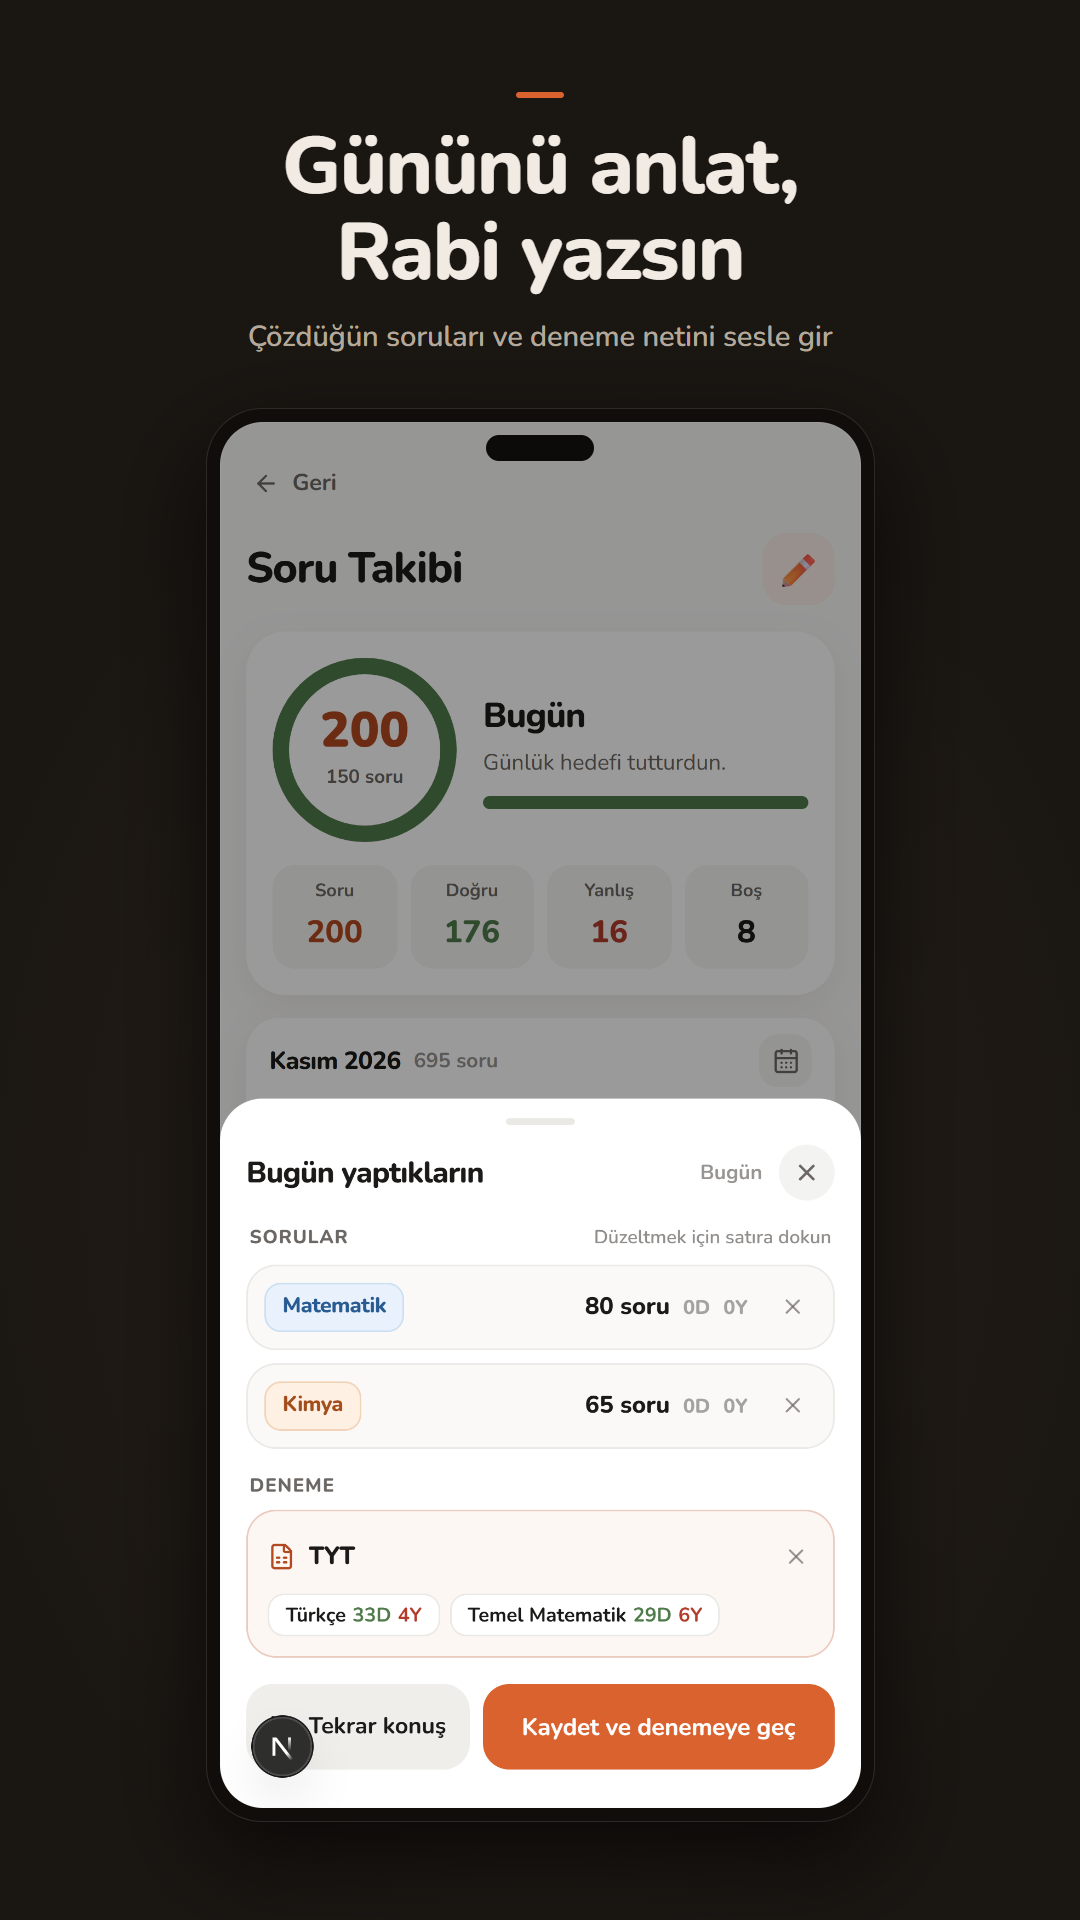 Gününü anlat,
Rabi yazsın
Çözdüğün soruları ve deneme netini sesle gir
Geri
Soru Takibi
200
150 soru
Bugün
Günlük hedefi tutturdun.
Soru Doğru Yanlış Boş
200 176 16 8
Kasım 2026 695 soru
Bugün yaptıkların Bugün
SORULAR Düzeltmek için satıra dokun
Matematik 80 soru 0D 0Y
Kimya 65 soru 0D 0Y
DENEME
TYT
Türkçe 33D 4Y Temel Matematik 29D 6Y
Tekrar konuş Kaydet ve denemeye geç
N